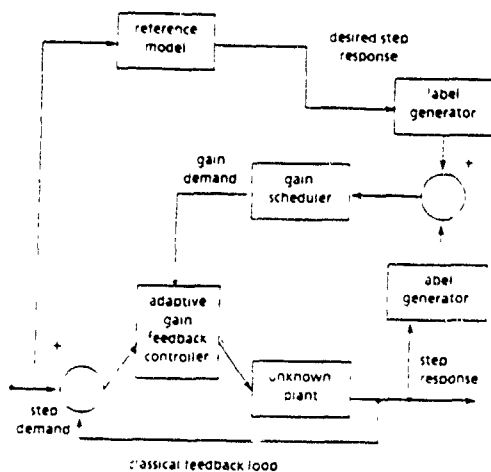 reference
model
desired step
response
label
generator
+
gain
demand
gain
scheduler
label
generator
adaptive
gain
feedback
controller
+
unknown
plant
step
response
step
demand
classical feedback loop